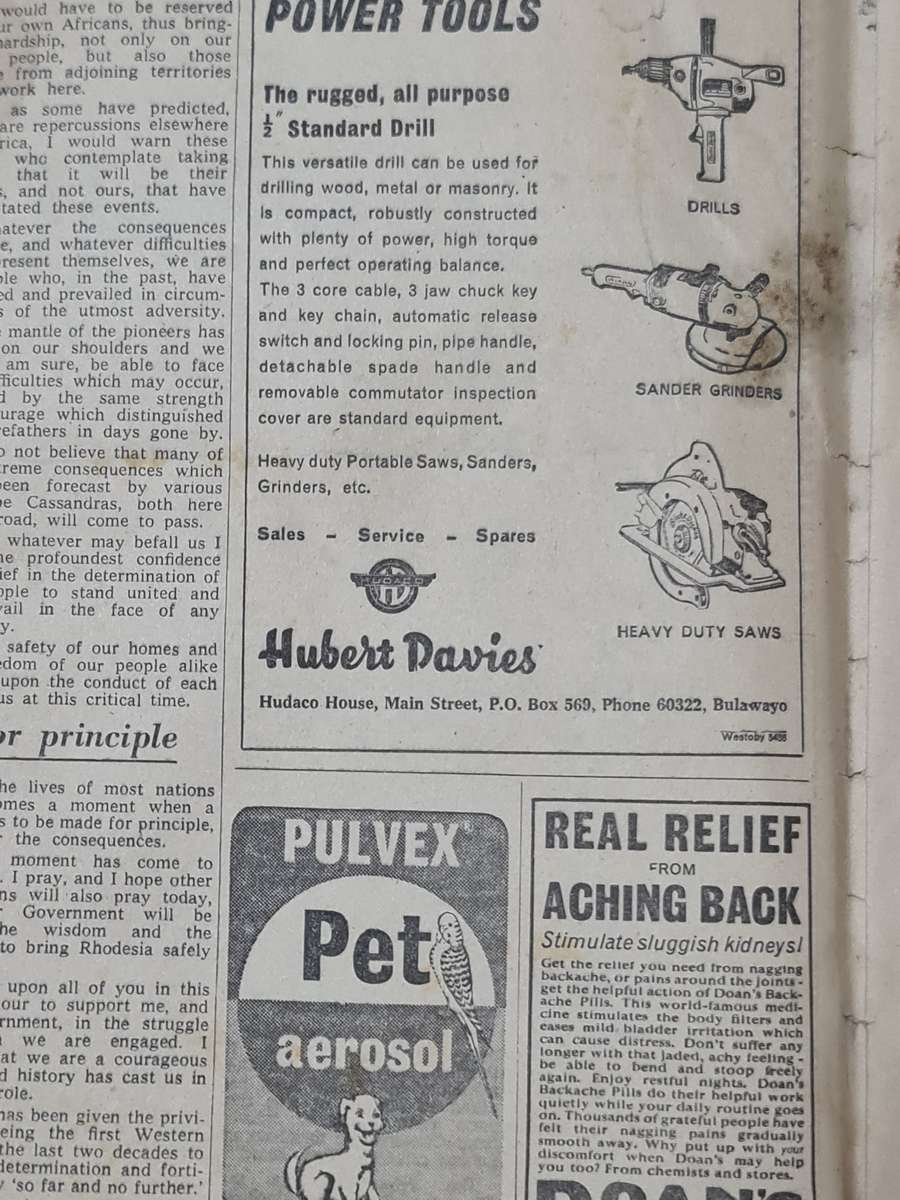 would have to be reserved
ur own Africans, thus bring-
hardship, not only on our
people, but also those
e from adjoining territories
work here.
as some have predicted,
are repercussions elsewhere
rica, I would warn these
who contemplate taking
that it will be their
s, and not ours, that have
tated these events.
hatever the consequences
e, and whatever difficulties
present themselves, we are
ple who, in the past, have
ed and prevailed in circum-
s of the utmost adversity.
e mantle of the pioneers has
on our shoulders and we
am sure, be able to face
fficulties which may occur,
d by the same strength
urage which distinguished
refathers in days gone by.
o not believe that many of
treme consequences which
been forecast by various
be Cassandras, both here
road, will come to pass.
whatever may befall us I
he profoundest confidence
ief in the determination of
ople to stand united and
vail in the face of any
y.
safety of our homes and
edom of our people alike
upon the conduct of each
us at this critical time.
or principle
he lives of most nations
omes a moment when a
s to be made for principle,
r the consequences.
moment has come to
. I pray, and I hope other
ns will also pray today,
r Government will be
he wisdom and the
to bring Rhodesia safely
upon all of you in this
our to support me, and
rnment, in the struggle
we are engaged. I
at we are a courageous
d history has cast us in
role.
has been given the privi-
eing the first Western
the last two decades to
determination and forti-
y 'so far and no further.'
POWER TOOLS
The rugged, all purpose
½" Standard Drill
This versatile drill can be used for
drilling wood, metal or masonry. It
is compact, robustly constructed
with plenty of power, high torque
and perfect operating balance.
The 3 core cable, 3 jaw chuck key
and key chain, automatic release
switch and locking pin, pipe handle,
detachable spade handle and
removable commutator inspection
cover are standard equipment.
Heavy duty Portable Saws, Sanders,
Grinders, etc.
Sales - Service - Spares
HUDACO
Hubert Davies
Hudaco House, Main Street, P.O. Box 569, Phone 60322, Bulawayo
Westoby 5456
DRILLS
SANDER GRINDERS
HEAVY DUTY SAWS
PULVEX
Pet
aerosol
REAL RELIEF
FROM
ACHING BACK
Stimulate sluggish kidneys!
Get the relief you need from nagging
backache, or pains around the joints -
get the helpful action of Doan's Back-
ache Pills. This world-famous medi-
cine stimulates the body filters and
eases mild bladder irritation which
can cause distress. Don't suffer any
longer with that jaded, achy feeling -
be able to bend and stoop freely
again. Enjoy restful nights. Doan's
Backache Pills do their helpful work
quietly while your daily routine goes
on. Thousands of grateful people have
felt their nagging pains gradually
smooth away. Why put up with your
discomfort when Doan's may help
you too? From chemists and stores.
DOAN'S